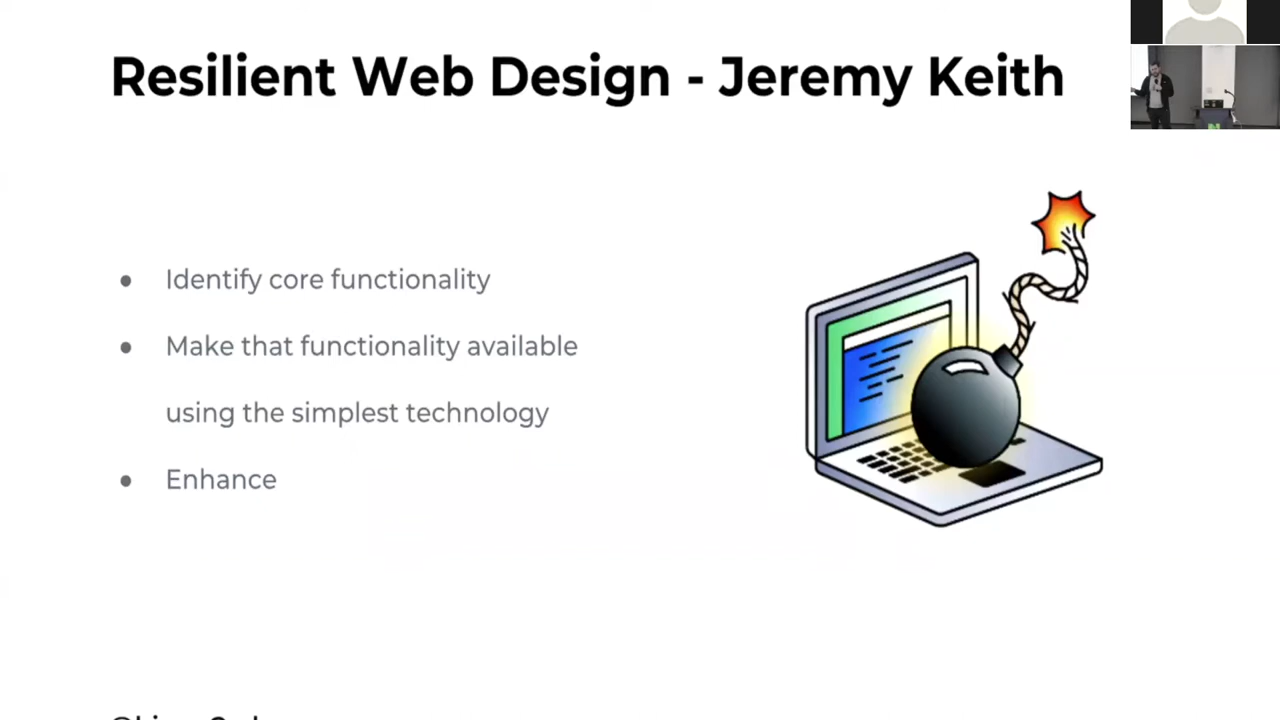 Resilient Web Design - Jeremy Keith
● Identify core functionality
● Make that functionality available
using the simplest technology
● Enhance